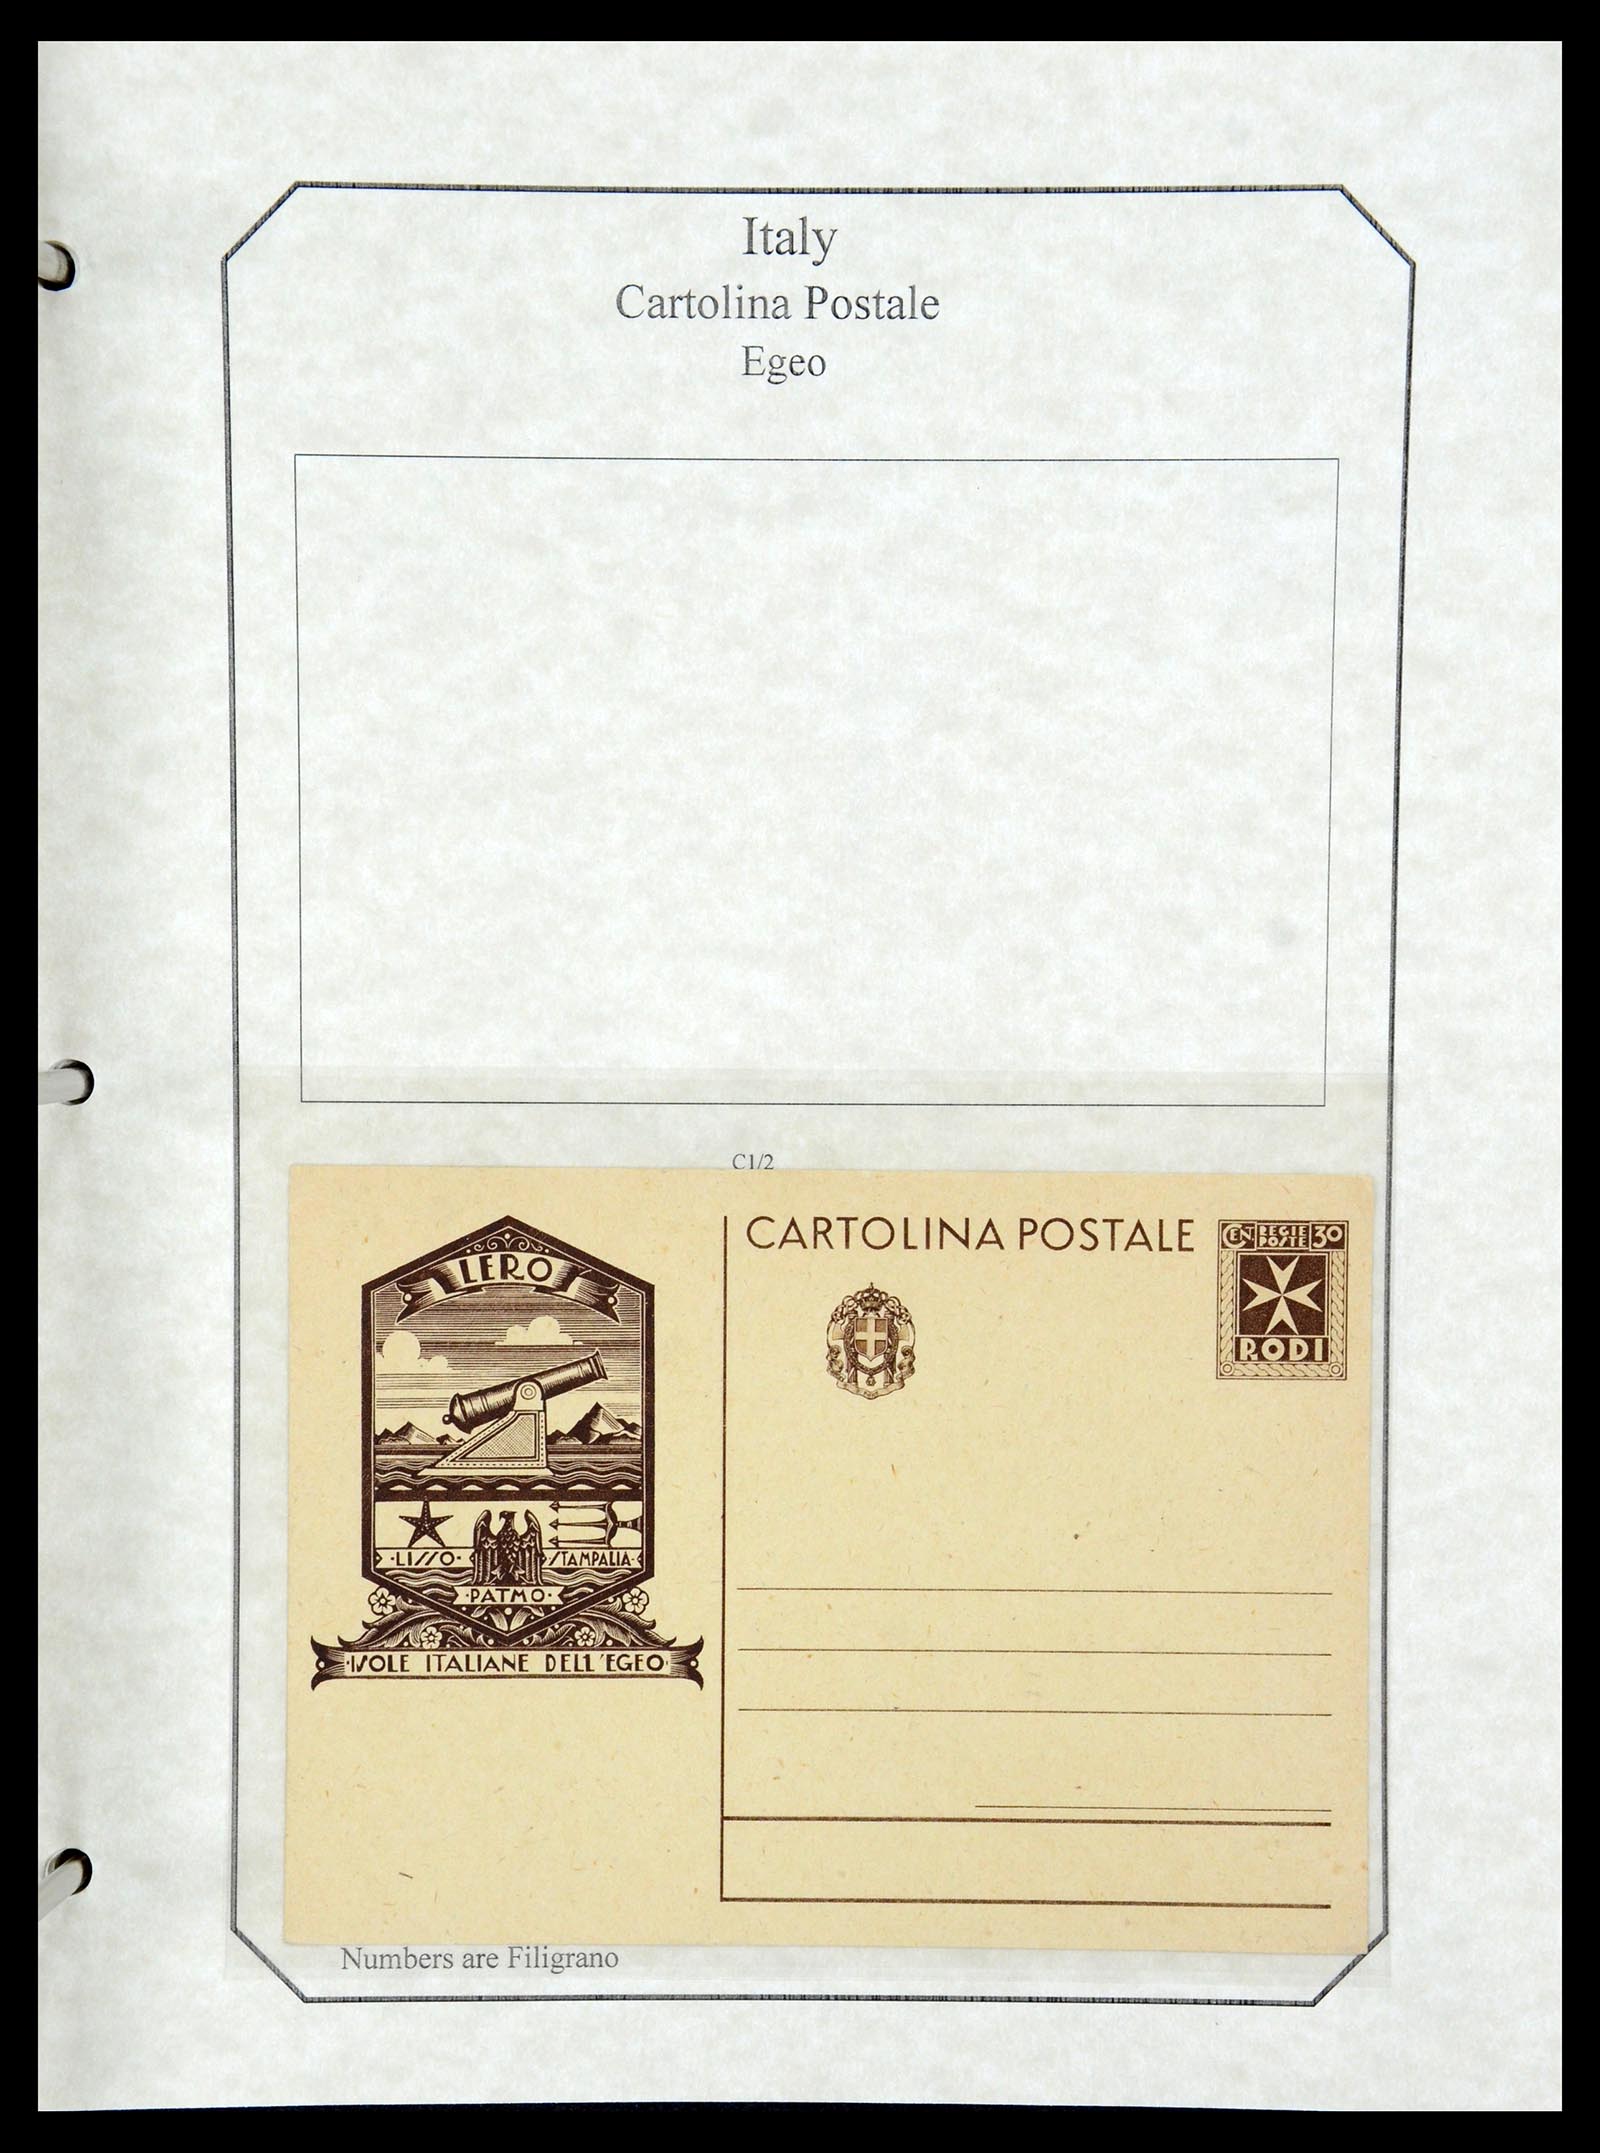 Italy
Cartolina Postale
Egeo
C1/2
CARTOLINA POSTALE
CEN REGIE POSTE 30
RODI
LERO
·LISSO·
STAMPALIA·
·PATMO·
·ISOLE ITALIANE DELL'EGEO·
Numbers are Filigrano